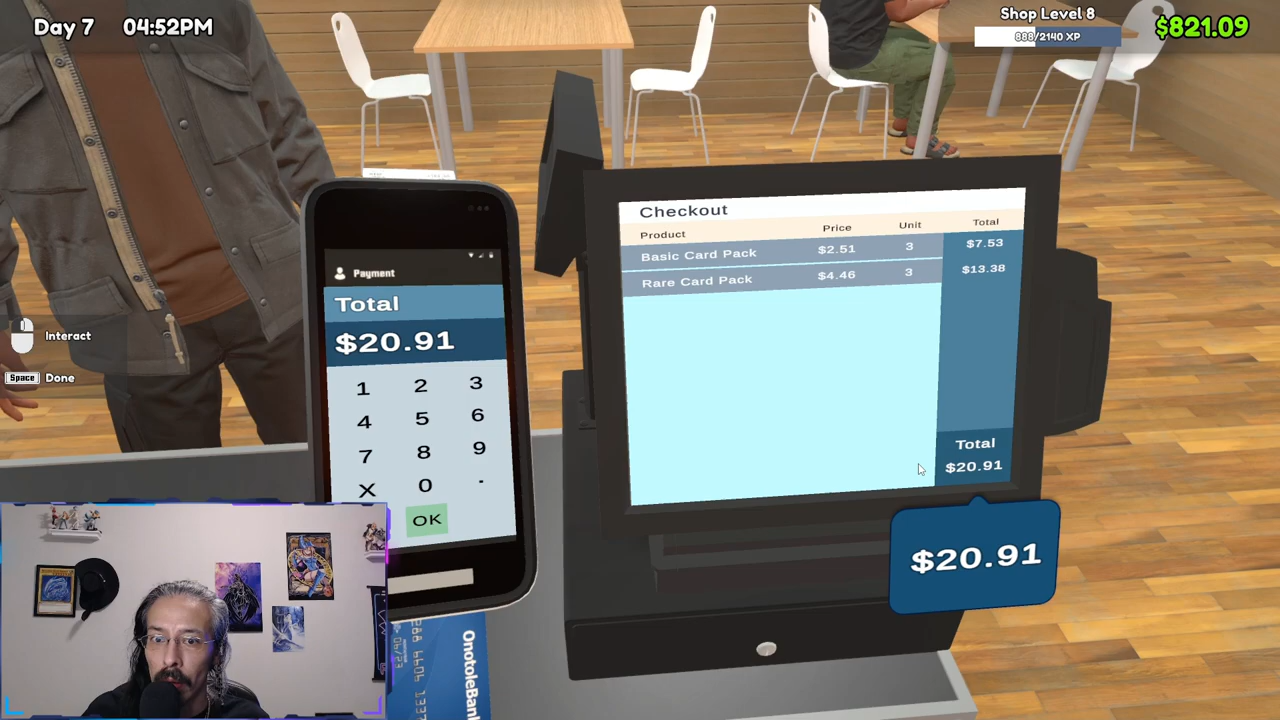 Day 7 04:52PM
Shop Level 8
888/2140 XP
$821.09
Interact
Space Done
Payment
Total
$20.91
1 2 3
4 5 6
7 8 9
X 0 .
OK
Checkout
Product Price Unit Total
Basic Card Pack $2.51 3 $7.53
Rare Card Pack $4.46 3 $13.38
Total
$20.91
$20.91
OnotoleBank